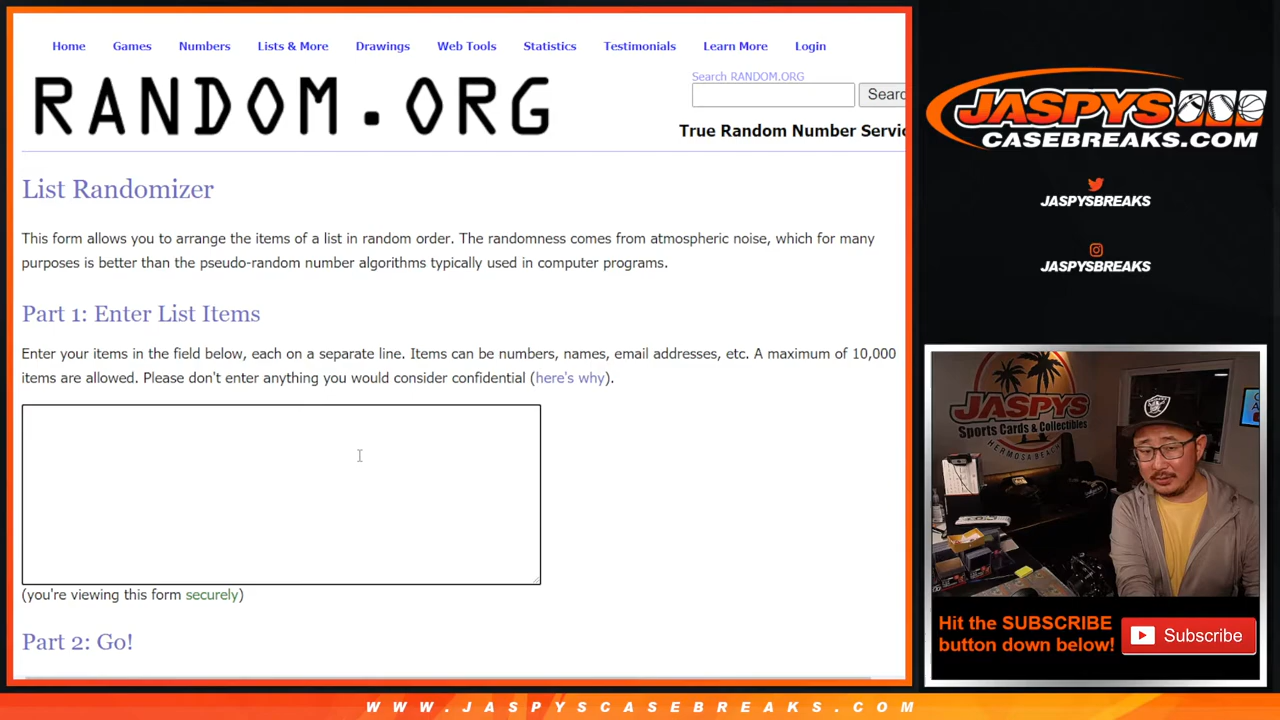 Home Games Numbers Lists & More Drawings Web Tools Statistics Testimonials Learn More Login
RANDOM.ORG
Search RANDOM.ORG
Searc
True Random Number Servic
List Randomizer
This form allows you to arrange the items of a list in random order. The randomness comes from atmospheric noise, which for many
purposes is better than the pseudo-random number algorithms typically used in computer programs.
Part 1: Enter List Items
Enter your items in the field below, each on a separate line. Items can be numbers, names, email addresses, etc. A maximum of 10,000
items are allowed. Please don't enter anything you would consider confidential (here's why).
(you're viewing this form securely)
Part 2: Go!
JASPYS
CASEBREAKS.COM
JASPYSBREAKS
JASPYSBREAKS
JASPYS
Sports Cards & Collectibles
HERMOSA BEACH
Hit the SUBSCRIBE
button down below!
Subscribe
WWW.JASPYSCASEBREAKS.COM